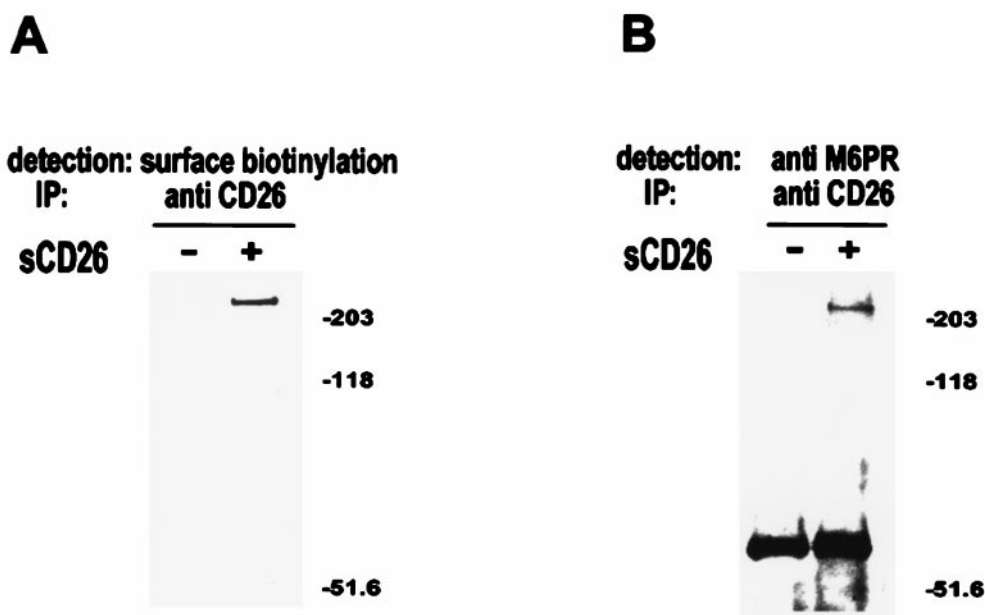 A
detection: surface biotinylation
IP: anti CD26
sCD26 - +
-203
-118
-51.6
B
detection: anti M6PR
IP: anti CD26
sCD26 - +
-203
-118
-51.6